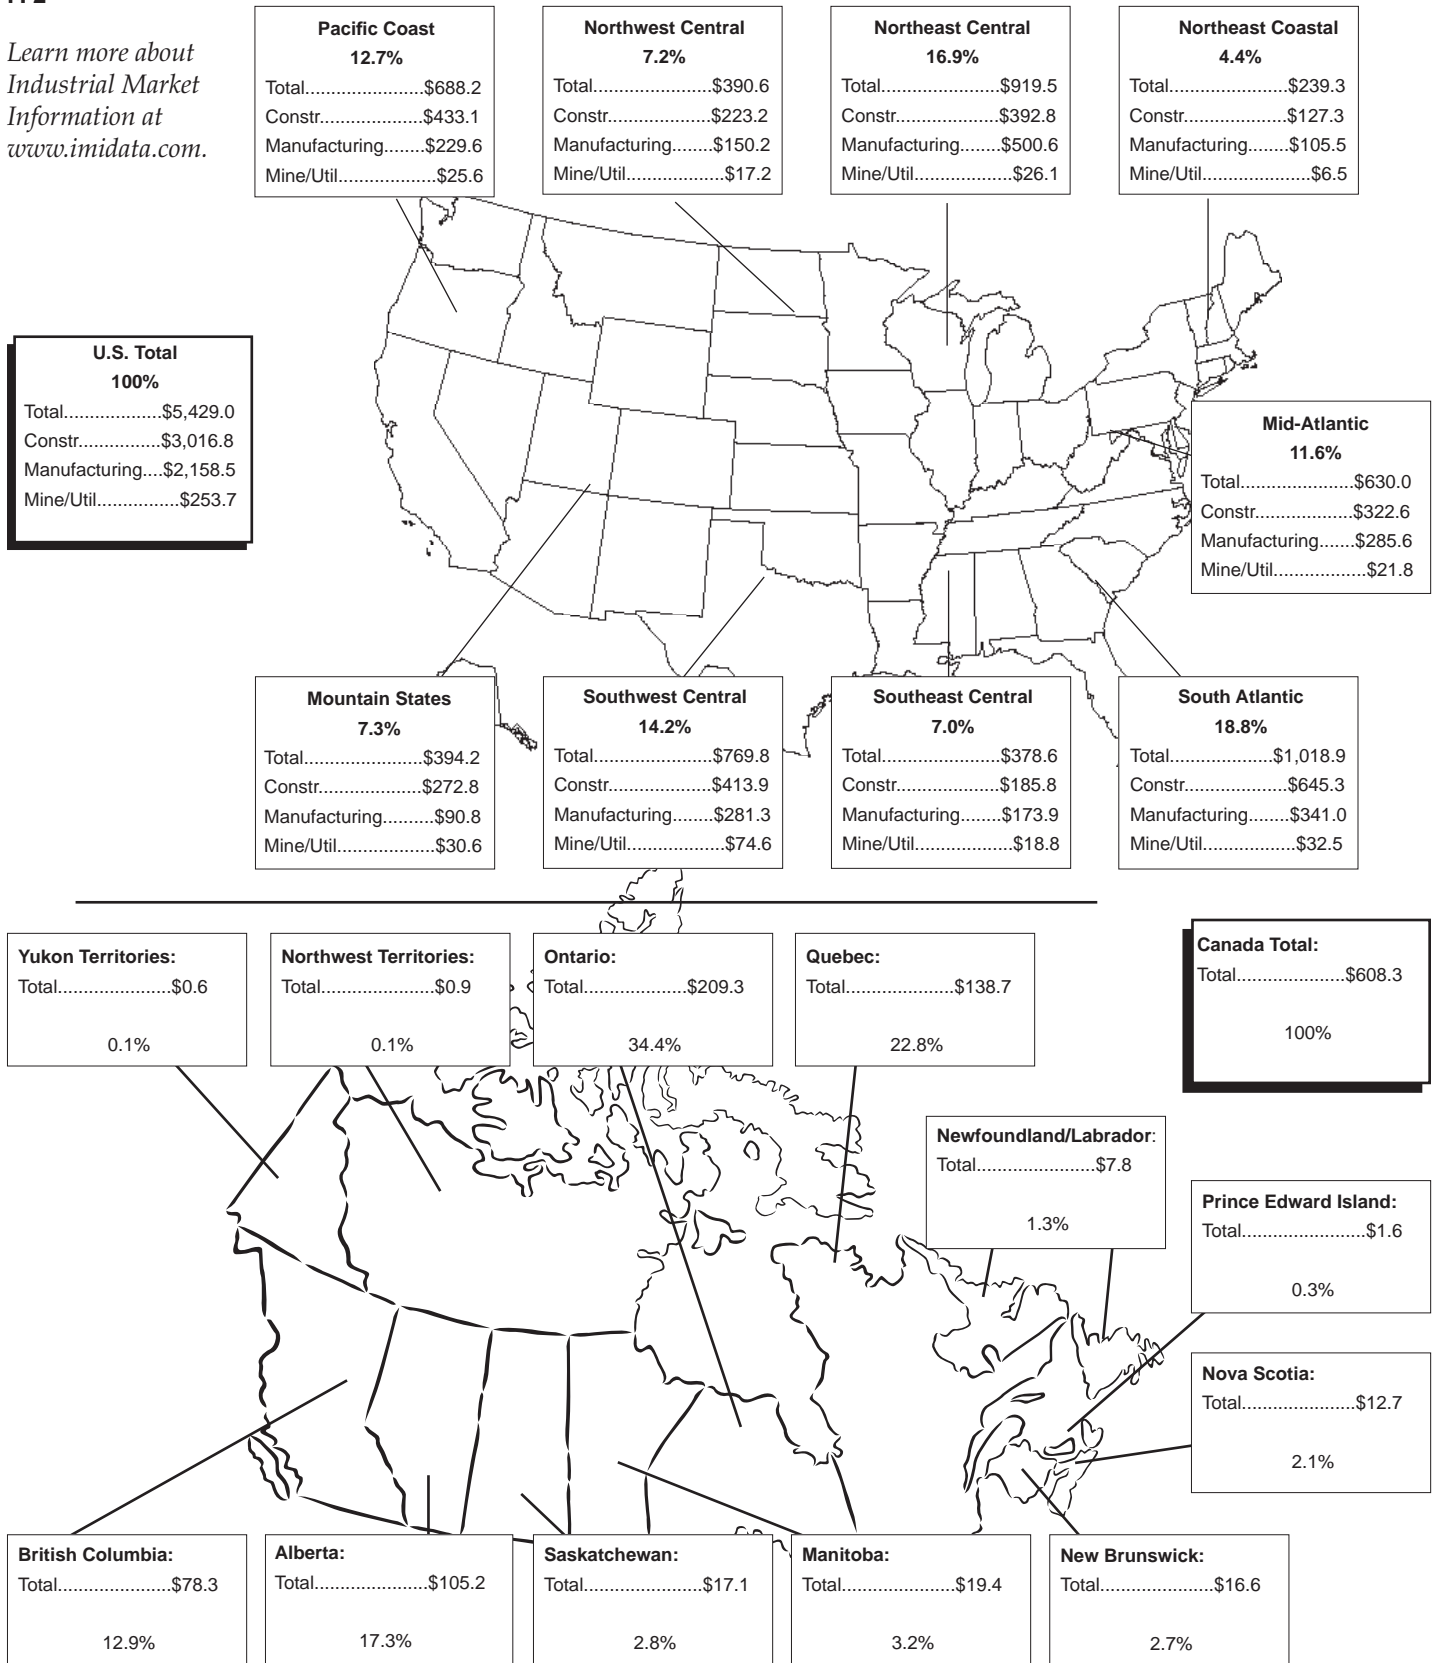 Learn more about
Industrial Market
Information at
www.imidata.com.
Pacific Coast
12.7%
Total.......................$688.2
Constr.....................$433.1
Manufacturing........$229.6
Mine/Util...................$25.6
Northwest Central
7.2%
Total.......................$390.6
Constr.....................$223.2
Manufacturing........$150.2
Mine/Util...................$17.2
Northeast Central
16.9%
Total.......................$919.5
Constr.....................$392.8
Manufacturing........$500.6
Mine/Util...................$26.1
Northeast Coastal
4.4%
Total.......................$239.3
Constr.....................$127.3
Manufacturing........$105.5
Mine/Util.....................$6.5
U.S. Total
100%
Total...................$5,429.0
Constr................$3,016.8
Manufacturing....$2,158.5
Mine/Util................$253.7
Mid-Atlantic
11.6%
Total......................$630.0
Constr...................$322.6
Manufacturing.......$285.6
Mine/Util..................$21.8
Mountain States
7.3%
Total.......................$394.2
Constr.....................$272.8
Manufacturing..........$90.8
Mine/Util...................$30.6
Southwest Central
14.2%
Total.......................$769.8
Constr.....................$413.9
Manufacturing........$281.3
Mine/Util...................$74.6
Southeast Central
7.0%
Total.......................$378.6
Constr.....................$185.8
Manufacturing........$173.9
Mine/Util...................$18.8
South Atlantic
18.8%
Total....................$1,018.9
Constr.....................$645.3
Manufacturing........$341.0
Mine/Util...................$32.5
Yukon Territories:
Total......................$0.6
0.1%
Northwest Territories:
Total......................$0.9
0.1%
Ontario:
Total....................$209.3
34.4%
Quebec:
Total.....................$138.7
22.8%
Canada Total:
Total.....................$608.3
100%
Newfoundland/Labrador:
Total.......................$7.8
1.3%
Prince Edward Island:
Total........................$1.6
0.3%
Nova Scotia:
Total......................$12.7
2.1%
British Columbia:
Total......................$78.3
12.9%
Alberta:
Total......................$105.2
17.3%
Saskatchewan:
Total.......................$17.1
2.8%
Manitoba:
Total......................$19.4
3.2%
New Brunswick:
Total......................$16.6
2.7%